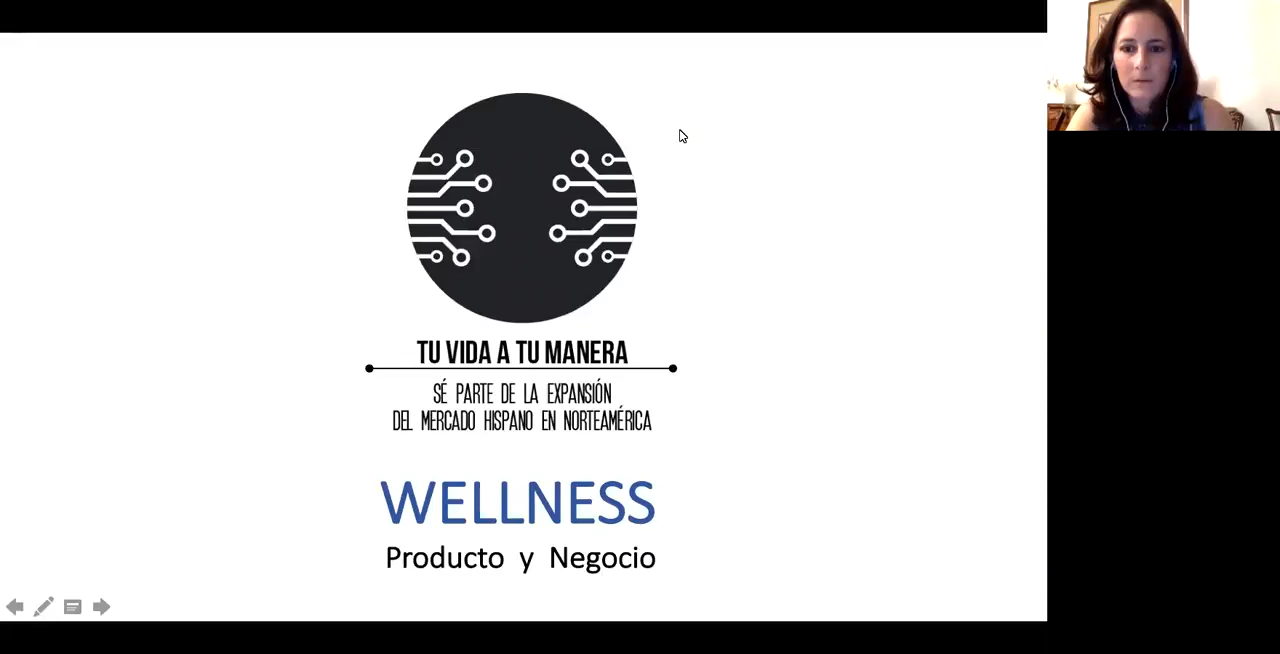 TU VIDA A TU MANERA
SÉ PARTE DE LA EXPANSIÓN
DEL MERCADO HISPANO EN NORTEAMÉRICA
WELLNESS
Producto y Negocio